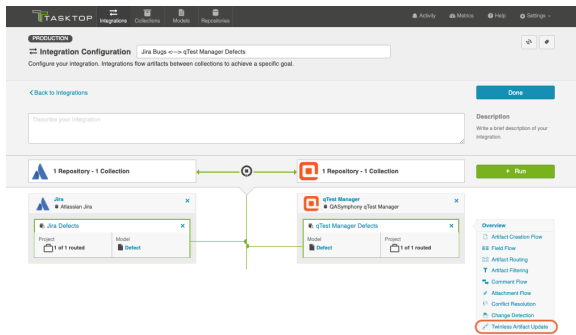 TASKTOP
Integrations
Collections
Models
Repositories
Activity
Metrics
Help
Settings
PRODUCTION
Integration Configuration
Jira Bugs <---> qTest Manager Defects
Configure your integration. Integrations flow artifacts between collections to achieve a specific goal.
Back to Integrations
Done
Describe your integration
Description
Write a brief description of your
integration.
1 Repository - 1 Collection
1 Repository - 1 Collection
Run
Jira
Atlassian Jira
qTest Manager
QASymphony qTest Manager
Jira Defects
Project
1 of 1 routed
Model
Defect
qTest Manager Defects
Model
Defect
Project
1 of 1 routed
Overview
Artifact Creation Flow
Field Flow
Artifact Routing
Artifact Filtering
Comment Flow
Attachment Flow
Conflict Resolution
Change Detection
Twinless Artifact Update